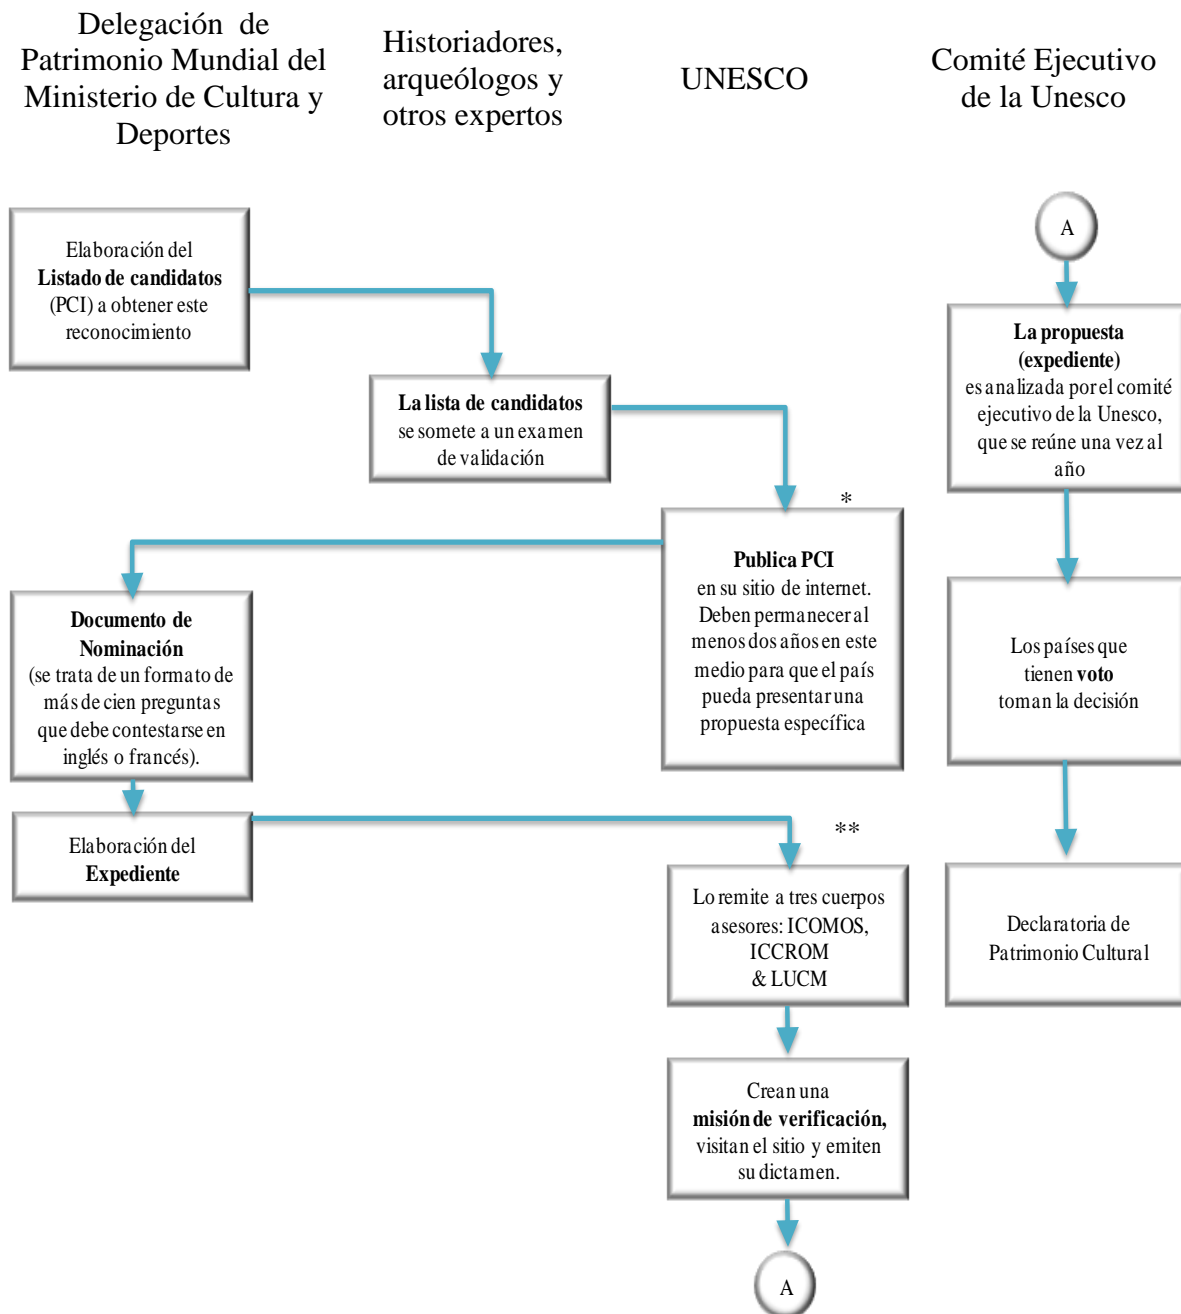 Delegación de
Patrimonio Mundial del
Ministerio de Cultura y
Deportes
Historiadores,
arqueólogos y
otros expertos
UNESCO
Comité Ejecutivo
de la Unesco
Elaboración del
Listado de candidatos
(PCI) a obtener este
reconocimiento
La lista de candidatos
se somete a un examen
de validación
*
Publica PCI
en su sitio de internet.
Deben permanecer al
menos dos años en este
medio para que el país
pueda presentar una
propuesta específica
Documento de
Nominación
(se trata de un formato de
más de cien preguntas
que debe contestarse en
inglés o francés).
Elaboración del
Expediente
**
Lo remite a tres cuerpos
asesores: ICOMOS,
ICCROM
& LUCM
Crean una
misión de verificación,
visitan el sitio y emiten
su dictamen.
A
A
La propuesta
(expediente)
es analizada por el comité
ejecutivo de la Unesco,
que se reúne una vez al
año
Los países que
tienen voto
toman la decisión
Declaratoria de
Patrimonio Cultural